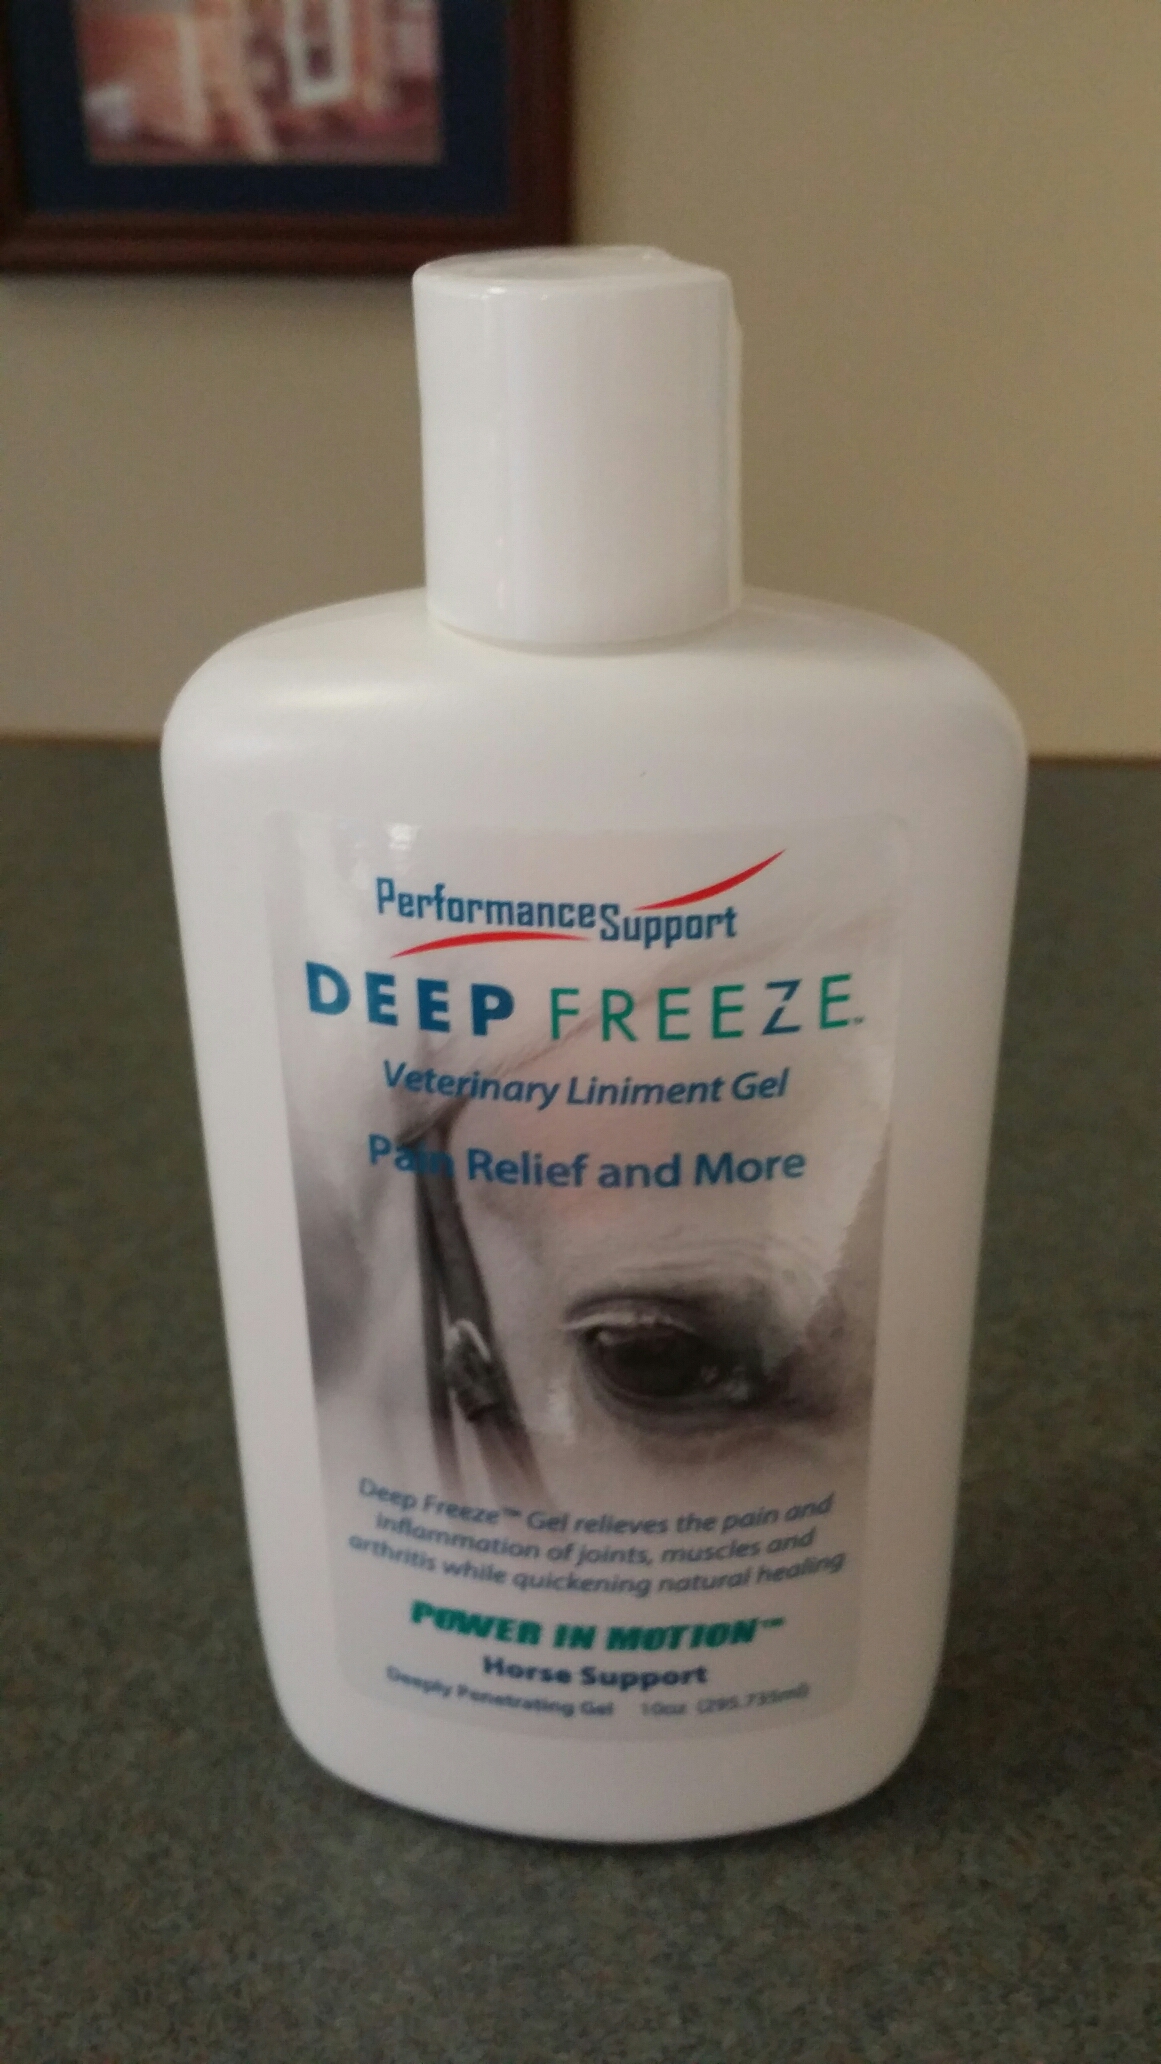 PerformanceSupport
DEEP FREEZE™
Veterinary Liniment Gel
Pain Relief and More
Deep Freeze™ Gel relieves the pain and
inflammation of joints, muscles and
arthritis while quickening natural healing
POWER IN MOTION™
Horse Support
Deeply Penetrating Gel 10oz (295.735ml)